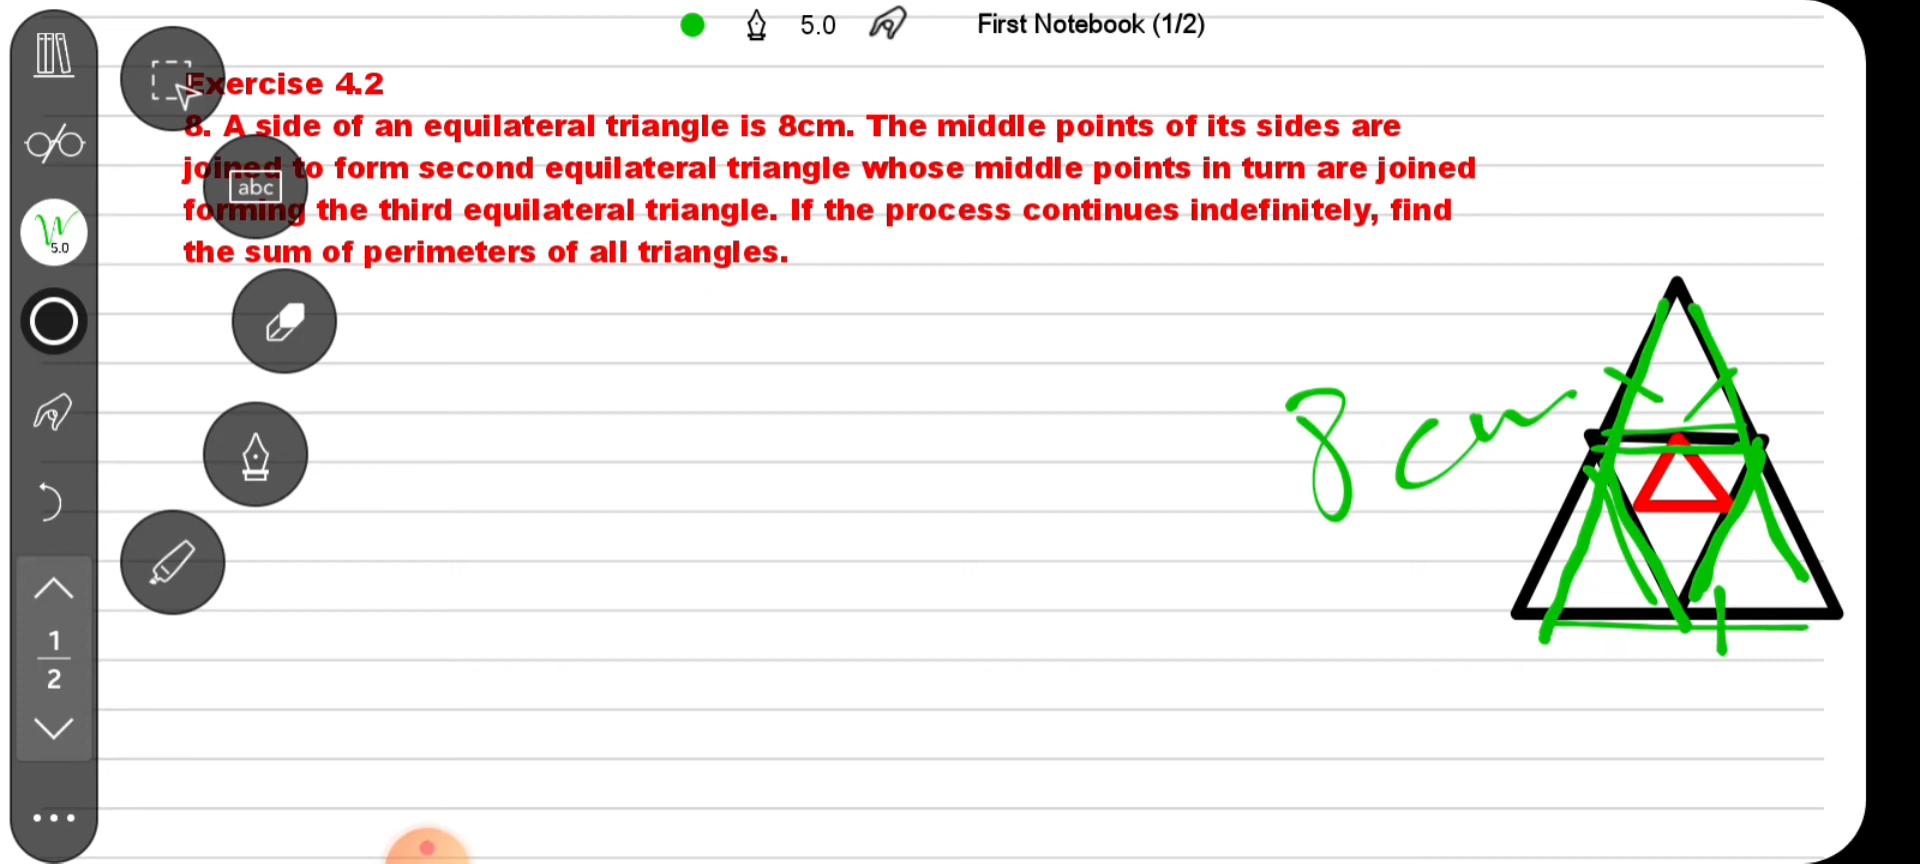 5.0 First Notebook (1/2)
Exercise 4.2
8. A side of an equilateral triangle is 8cm. The middle points of its sides are
joined to form second equilateral triangle whose middle points in turn are joined
forming the third equilateral triangle. If the process continues indefinitely, find
the sum of perimeters of all triangles.
abc
5.0
8 cm
1
2